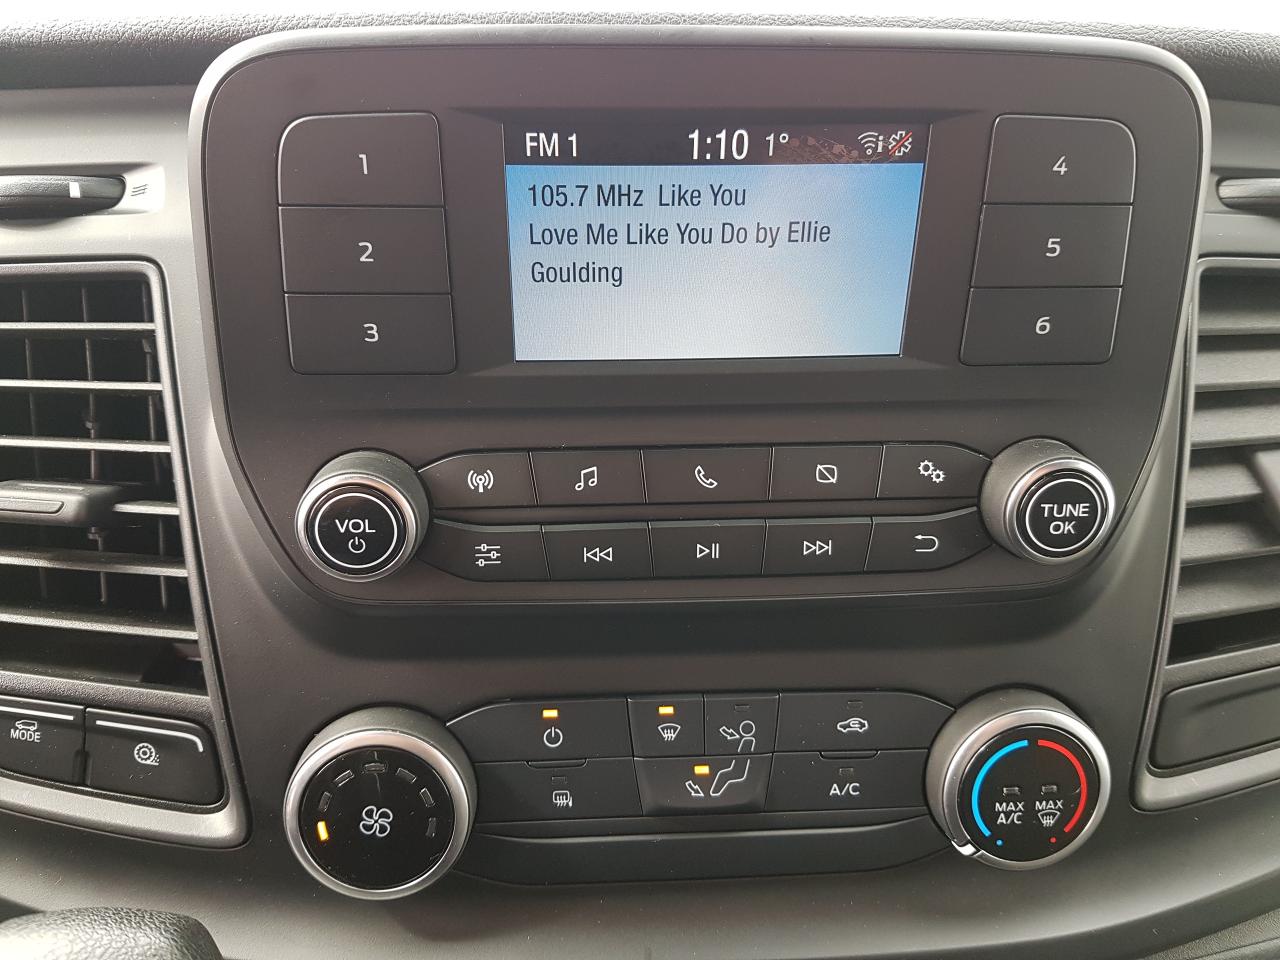 FM 1 1:10 1°
105.7 MHz Like You
Love Me Like You Do by Ellie
Goulding
1
2
3
4
5
6
VOL
TUNE
OK
MODE
A/C
MAX
A/C
MAX